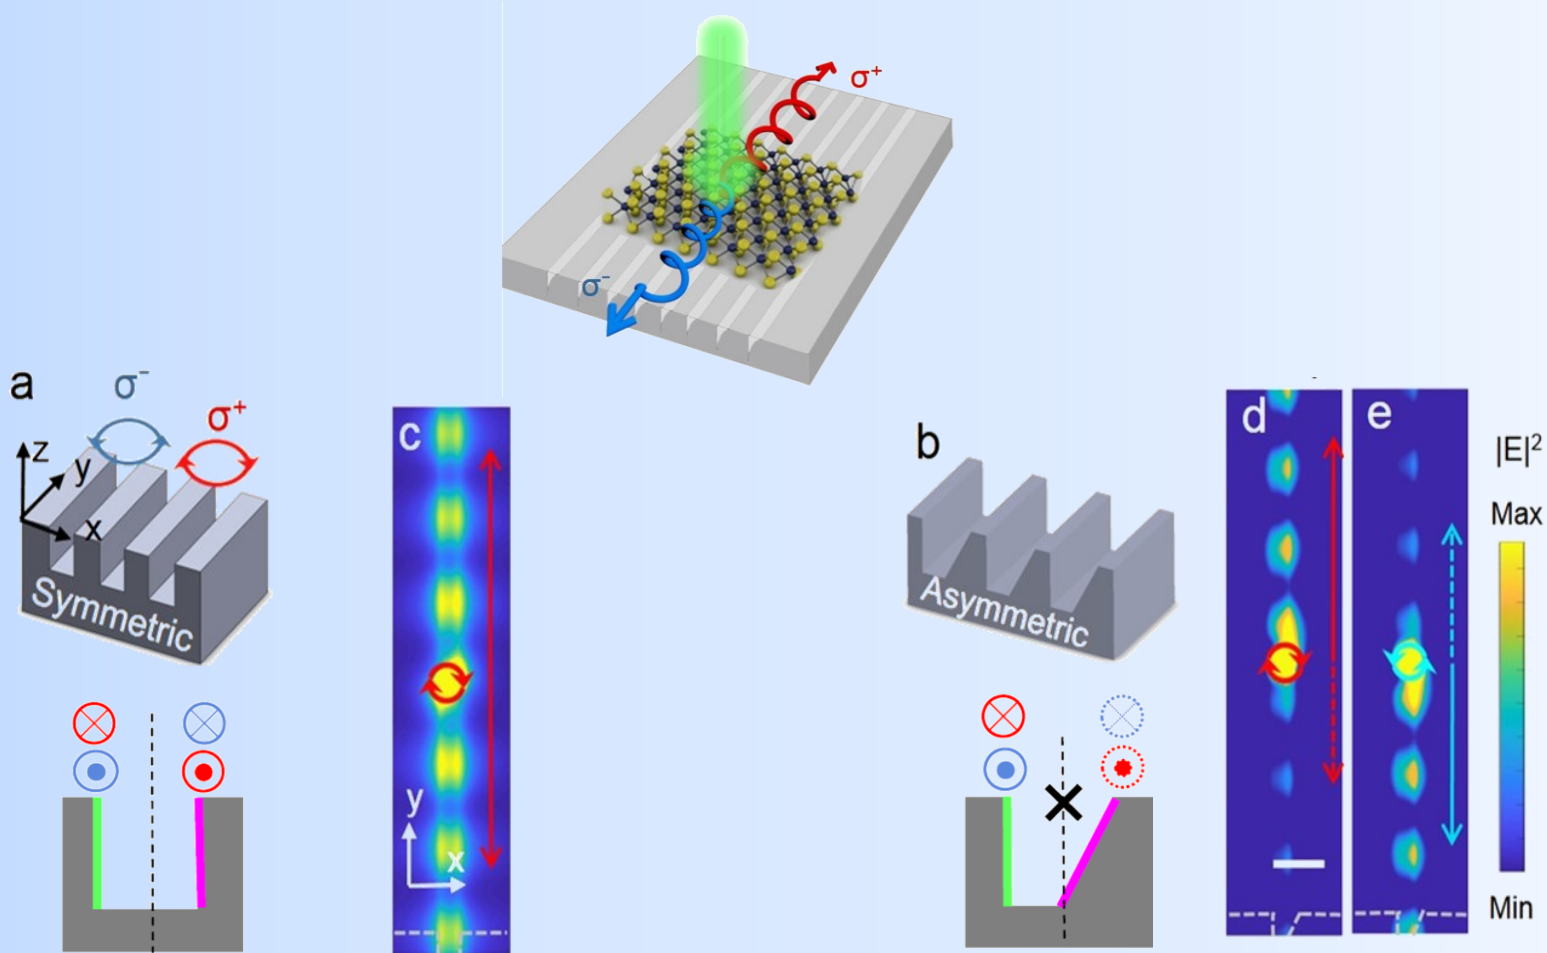 σ⁺
σ⁻
a
σ⁻
σ⁺
z
y
x
Symmetric
c
y
x
b
Asymmetric
d
e
|E|²
Max
Min